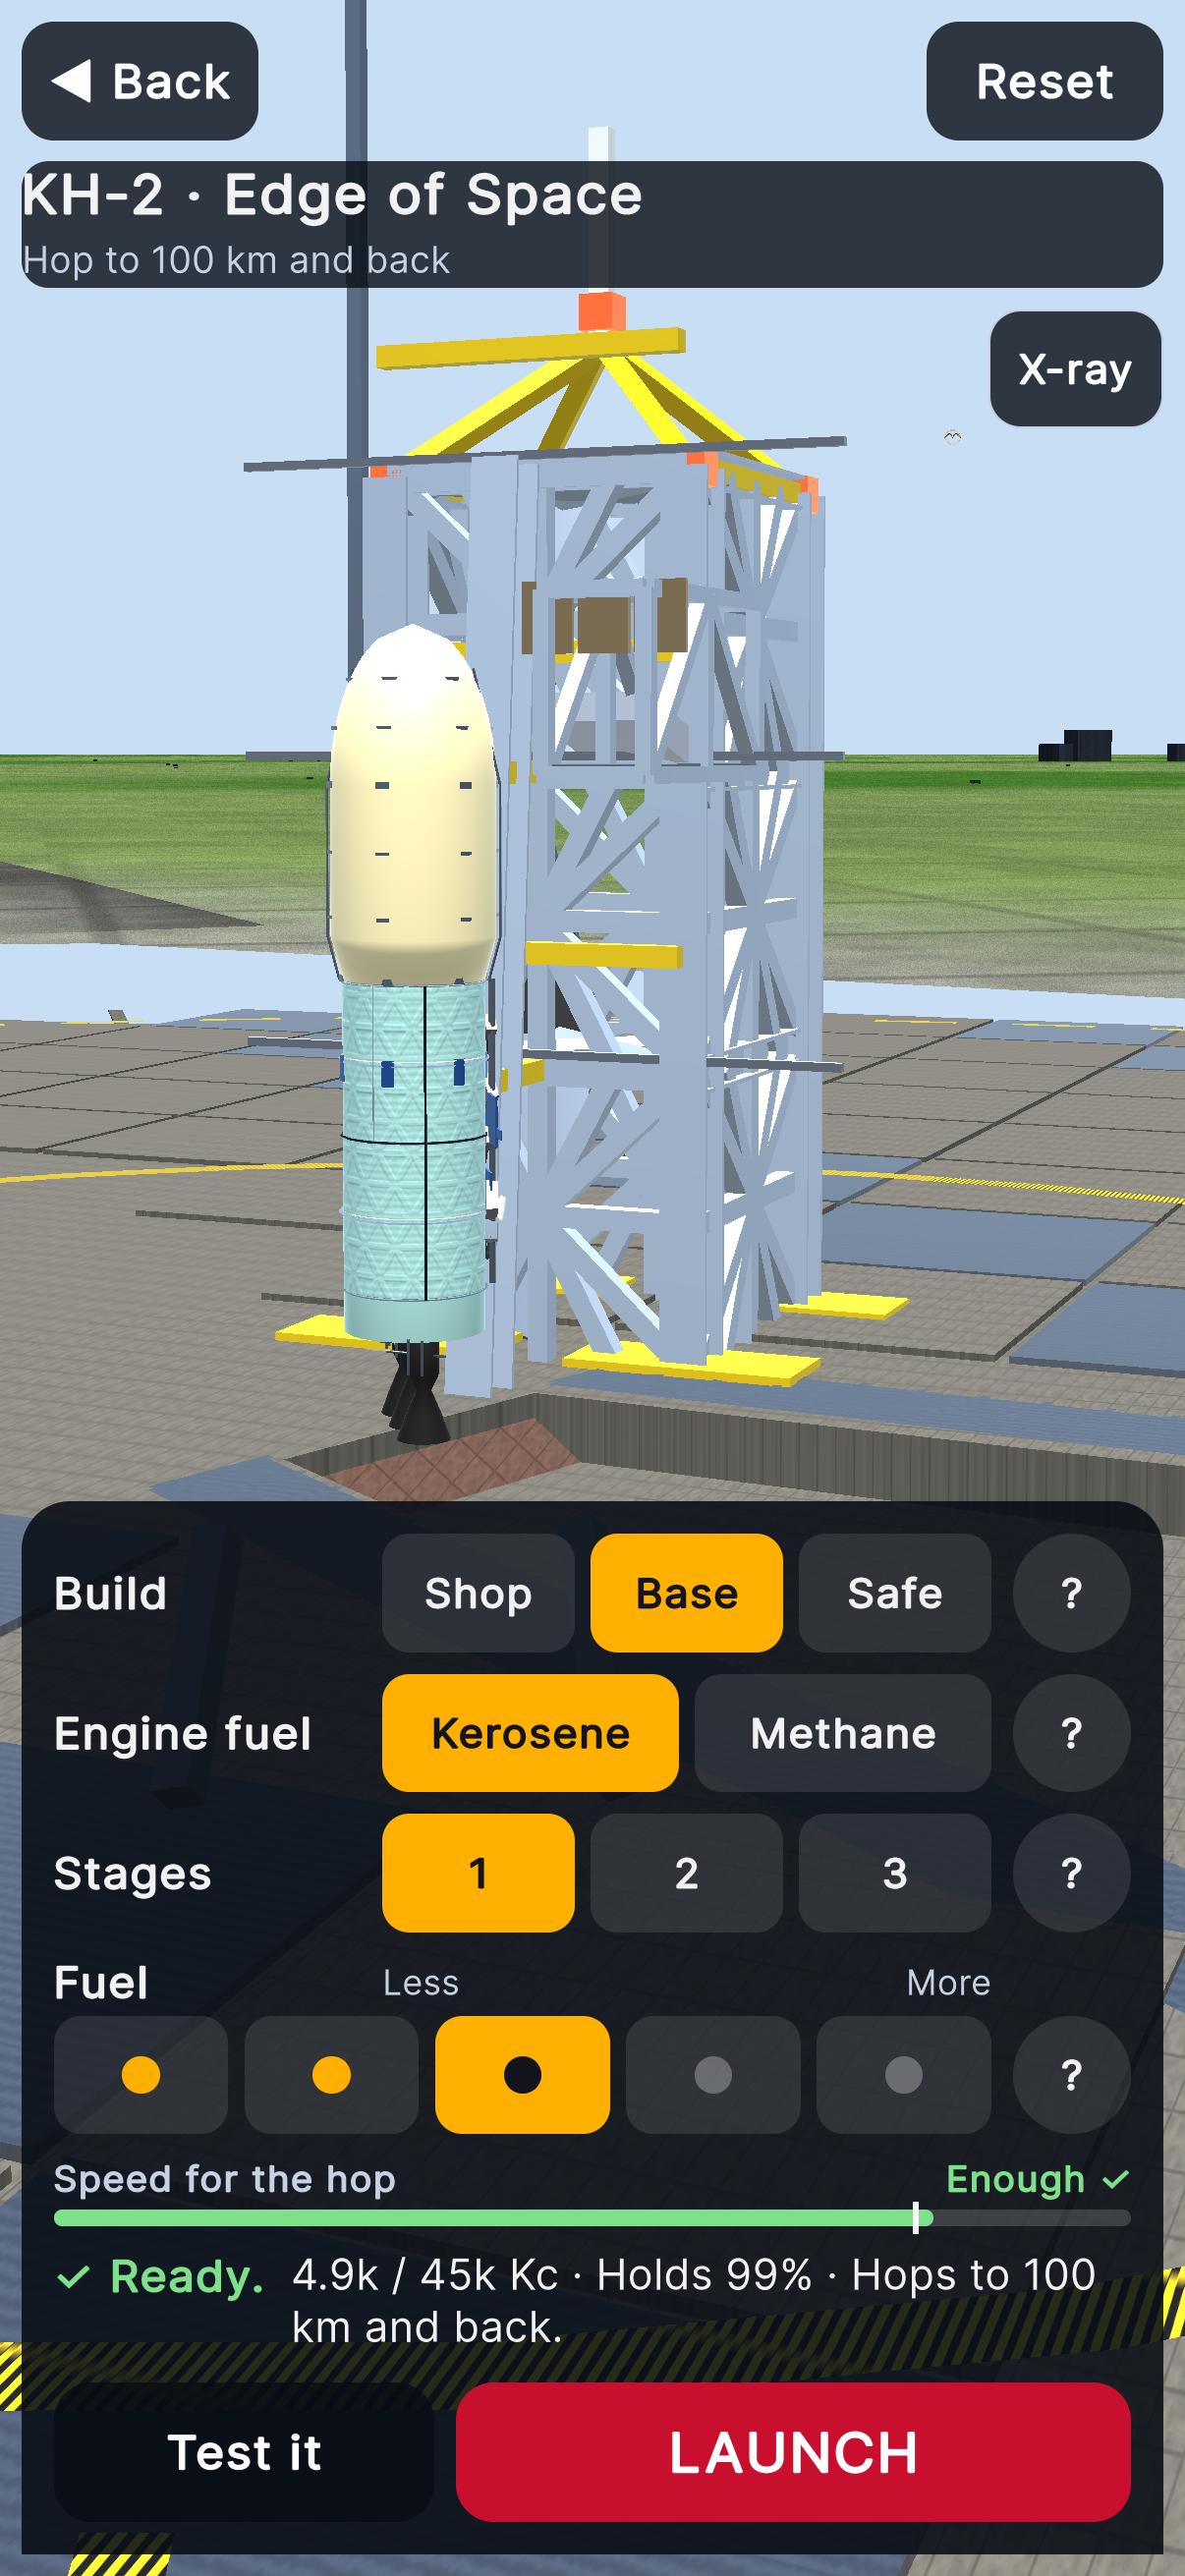 ◀ Back
Reset
KH-2 · Edge of Space
Hop to 100 km and back
X-ray
Build
Shop
Base
Safe
?
Engine fuel
Kerosene
Methane
?
Stages
1
2
3
?
Fuel
Less
More
?
Speed for the hop
Enough ✓
✓ Ready.
4.9k / 45k Kc · Holds 99% · Hops to 100
km and back.
Test it
LAUNCH